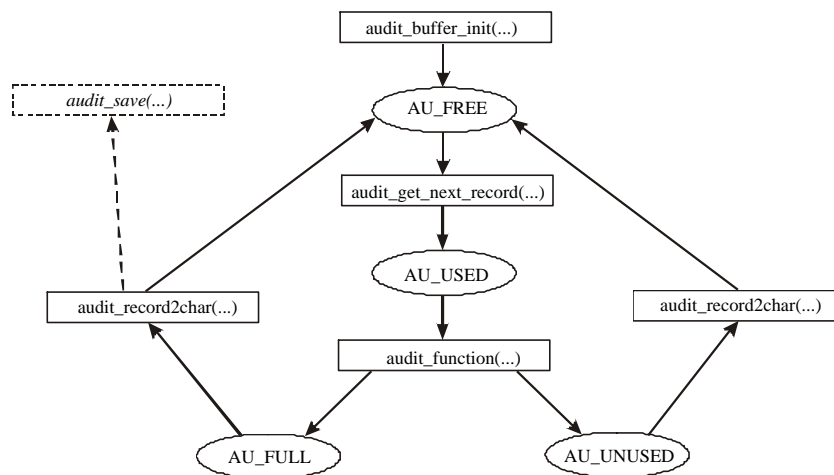 audit_buffer_init(...)
audit_save(...)
AU_FREE
audit_get_next_record(...)
AU_USED
audit_record2char(...)
audit_record2char(...)
audit_function(...)
AU_FULL
AU_UNUSED